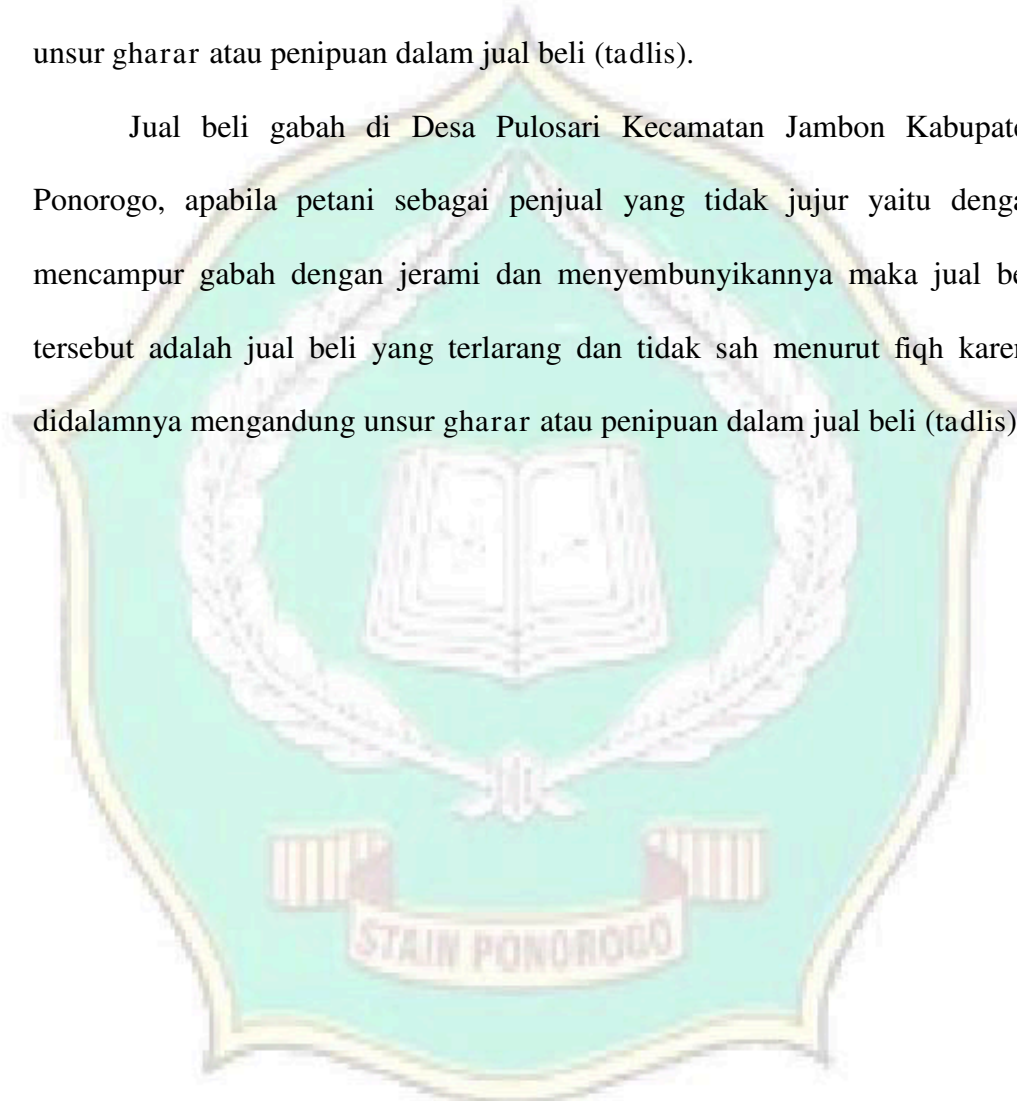 unsur gharar atau penipuan dalam jual beli (tadlis).
Jual beli gabah di Desa Pulosari Kecamatan Jambon Kabupate
Ponorogo, apabila petani sebagai penjual yang tidak jujur yaitu denga
mencampur gabah dengan jerami dan menyembunyikannya maka jual be
tersebut adalah jual beli yang terlarang dan tidak sah menurut fiqh karen
didalamnya mengandung unsur gharar atau penipuan dalam jual beli (tadlis)
STAIN PONOROGO